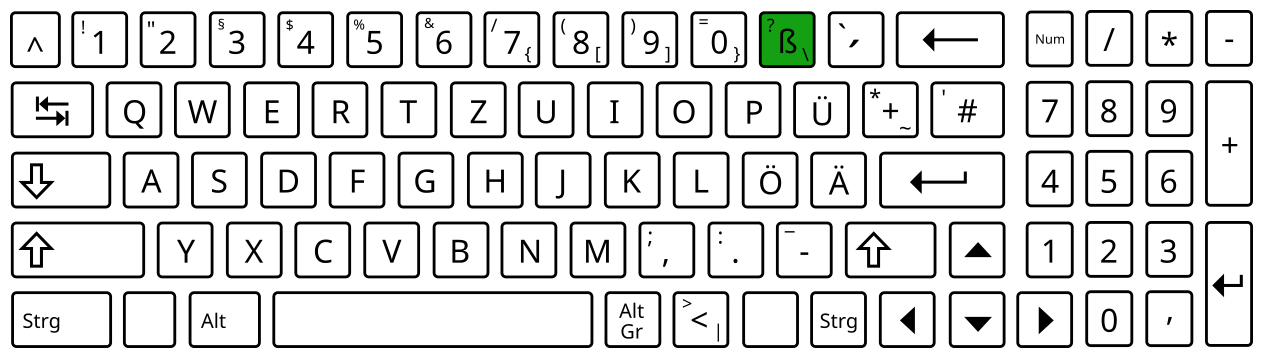 ^ ! 1 " 2 § 3 $ 4 % 5 & 6 / 7 { ( 8 [ ) 9 ] = 0 } ? ß \ ` ´ Num / * -
Q W E R T Z U I O P Ü * + ~ ' # 7 8 9 +
A S D F G H J K L Ö Ä 4 5 6
Y X C V B N M ; , : . _ - 1 2 3
Strg Alt Alt Gr > < | Strg 0 ,